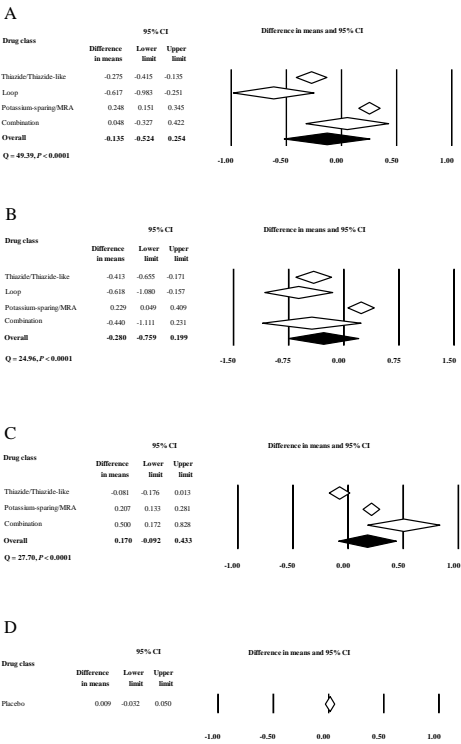 A
95% CI Difference in means and 95% CI
Drug class
Difference Lower Upper
in means limit limit
Thiazide/Thiazide-like -0.275 -0.415 -0.135
Loop -0.617 -0.983 -0.251
Potassium-sparing/MRA 0.248 0.151 0.345
Combination 0.048 -0.327 0.422
Overall -0.135 -0.524 0.254
Q = 49.39, P < 0.0001
-1.00 -0.50 0.00 0.50 1.00
B
95% CI Difference in means and 95% CI
Drug class
Difference Lower Upper
in means limit limit
Thiazide/Thiazide-like -0.413 -0.655 -0.171
Loop -0.618 -1.080 -0.157
Potassium-sparing/MRA 0.229 0.049 0.409
Combination -0.440 -1.111 0.231
Overall -0.280 -0.759 0.199
Q = 24.96, P < 0.0001
-1.50 -0.75 0.00 0.75 1.50
C
95% CI Difference in means and 95% CI
Drug class
Difference Lower Upper
in means limit limit
Thiazide/Thiazide-like -0.081 -0.176 0.013
Potassium-sparing/MRA 0.207 0.133 0.281
Combination 0.500 0.172 0.828
Overall 0.170 -0.092 0.433
Q = 27.70, P < 0.0001
-1.00 -0.50 0.00 0.50 1.00
D
95% CI Difference in means and 95% CI
Drug class
Difference Lower Upper
in means limit limit
Placebo 0.009 -0.032 0.050
-1.00 -0.50 0.00 0.50 1.00